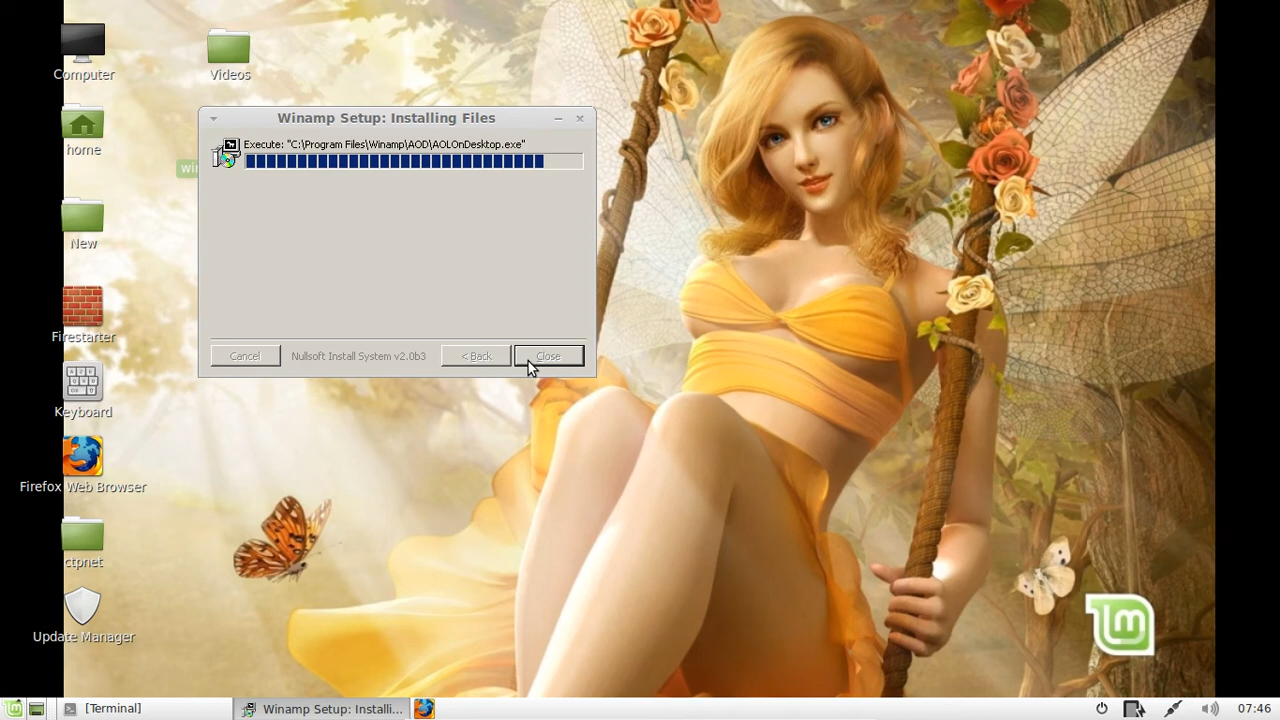 Computer
Videos
home
New
Firestarter
Keyboard
Firefox Web Browser
ctpnet
Update Manager
Winamp Setup: Installing Files
Execute: "C:\Program Files\Winamp\AOD\AOLOnDesktop.exe"
Cancel
Nullsoft Install System v2.0b3
< Back
Close
[Terminal]
Winamp Setup: Installi...
07:46